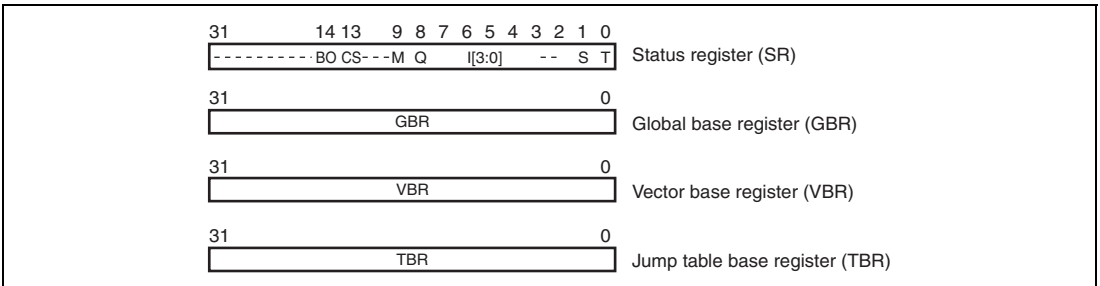 31 14 13 9 8 7 6 5 4 3 2 1 0
- - - - - - - - - - BO CS - - - M Q I[3:0] - - S T Status register (SR)
31 0
GBR Global base register (GBR)
31 0
VBR Vector base register (VBR)
31 0
TBR Jump table base register (TBR)